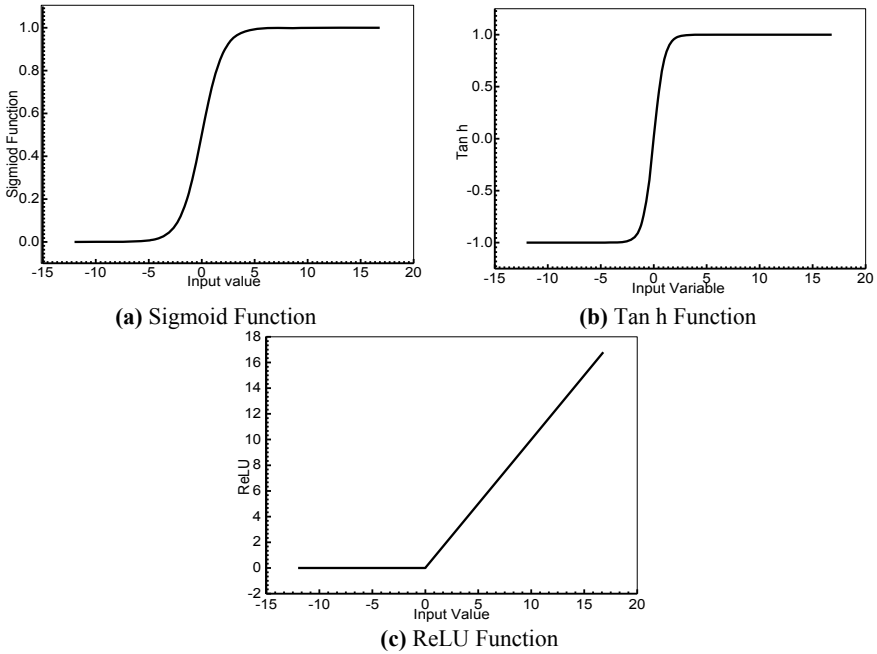 1.0
0.8
0.6
0.4
0.2
0.0
Sigmiod Function
-15 -10 -5 0 5 10 15 20
Input value
(a) Sigmoid Function
1.0
0.5
0.0
-0.5
-1.0
Tan h
-15 -10 -5 0 5 10 15 20
Input Variable
(b) Tan h Function
18
16
14
12
10
8
6
4
2
0
-2
ReLU
-15 -10 -5 0 5 10 15 20
Input Value
(c) ReLU Function